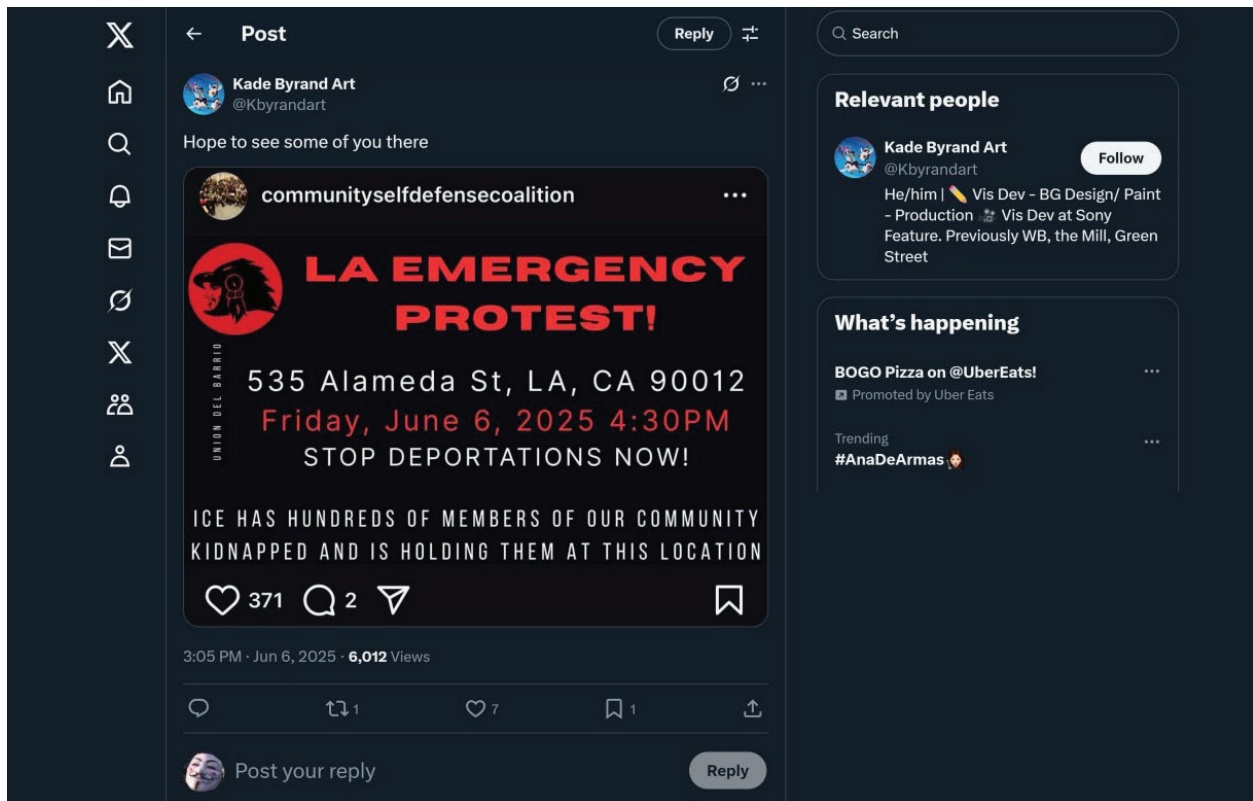 Post
Reply
Search
Kade Byrand Art
@Kbyrandart
Hope to see some of you there
communityselfdefensecoalition
LA EMERGENCY
PROTEST!
UNION DEL BARRIO
535 Alameda St, LA, CA 90012
Friday, June 6, 2025 4:30PM
STOP DEPORTATIONS NOW!
ICE HAS HUNDREDS OF MEMBERS OF OUR COMMUNITY
KIDNAPPED AND IS HOLDING THEM AT THIS LOCATION
371 2
3:05 PM · Jun 6, 2025 · 6,012 Views
1 7 1
Post your reply
Reply
Relevant people
Kade Byrand Art
@Kbyrandart
Follow
He/him | ✏️ Vis Dev - BG Design/ Paint
- Production 🎥 Vis Dev at Sony
Feature. Previously WB, the Mill, Green
Street
What’s happening
BOGO Pizza on @UberEats!
Promoted by Uber Eats
Trending
#AnaDeArmas